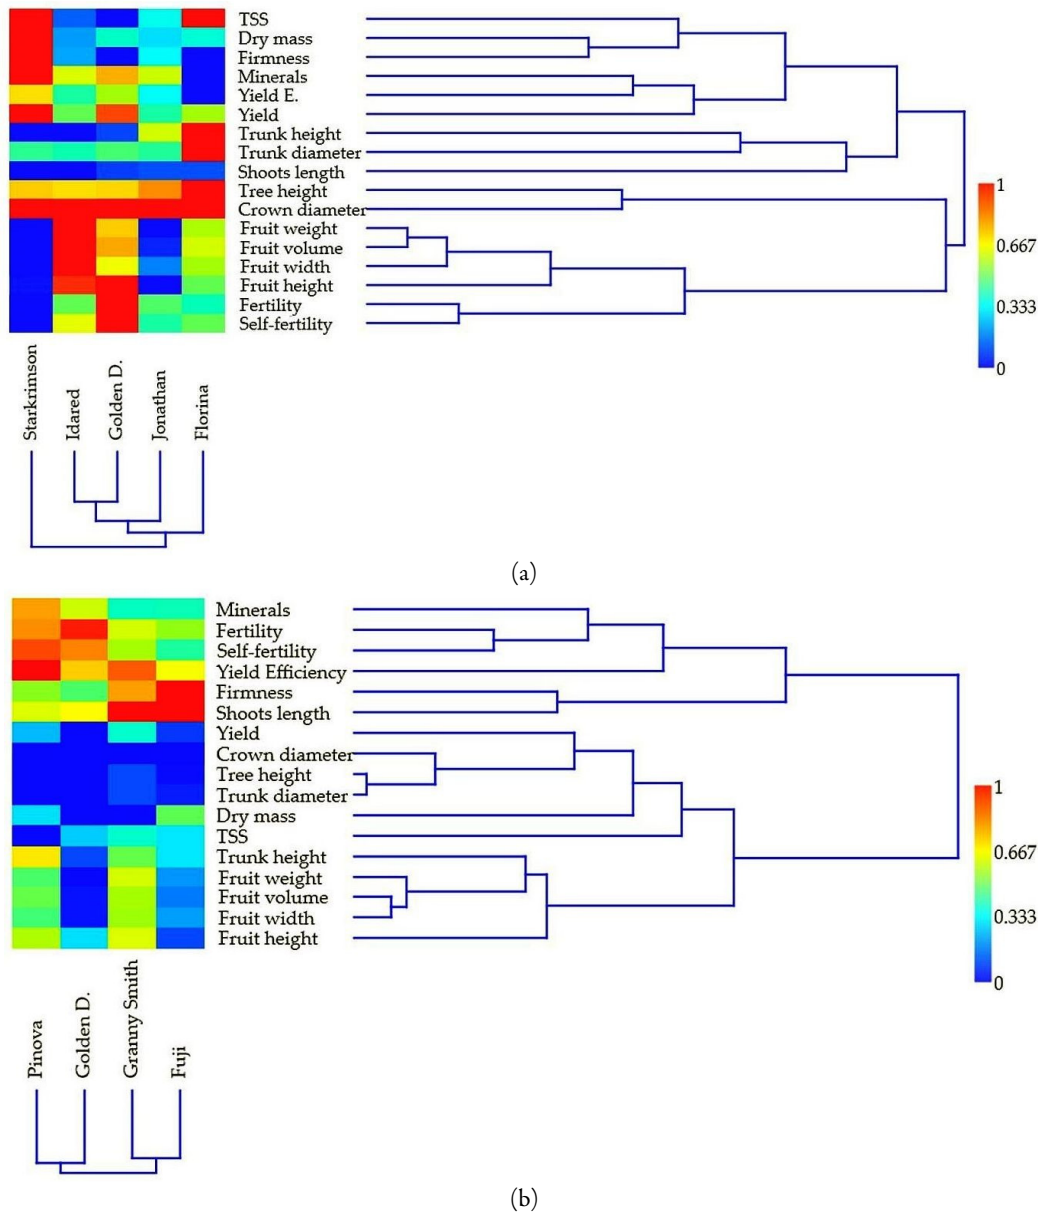 TSS
Dry mass
Firmness
Minerals
Yield E.
Yield
Trunk height
Trunk diameter
Shoots length
Tree height
Crown diameter
Fruit weight
Fruit volume
Fruit width
Fruit height
Fertility
Self-fertility
1
0.667
0.333
0
Starkrimson
Idared
Golden D.
Jonathan
Florina
(a)
Minerals
Fertility
Self-fertility
Yield Efficiency
Firmness
Shoots length
Yield
Crown diameter
Tree height
Trunk diameter
Dry mass
TSS
Trunk height
Fruit weight
Fruit volume
Fruit width
Fruit height
1
0.667
0.333
0
Pinova
Golden D.
Granny Smith
Fuji
(b)